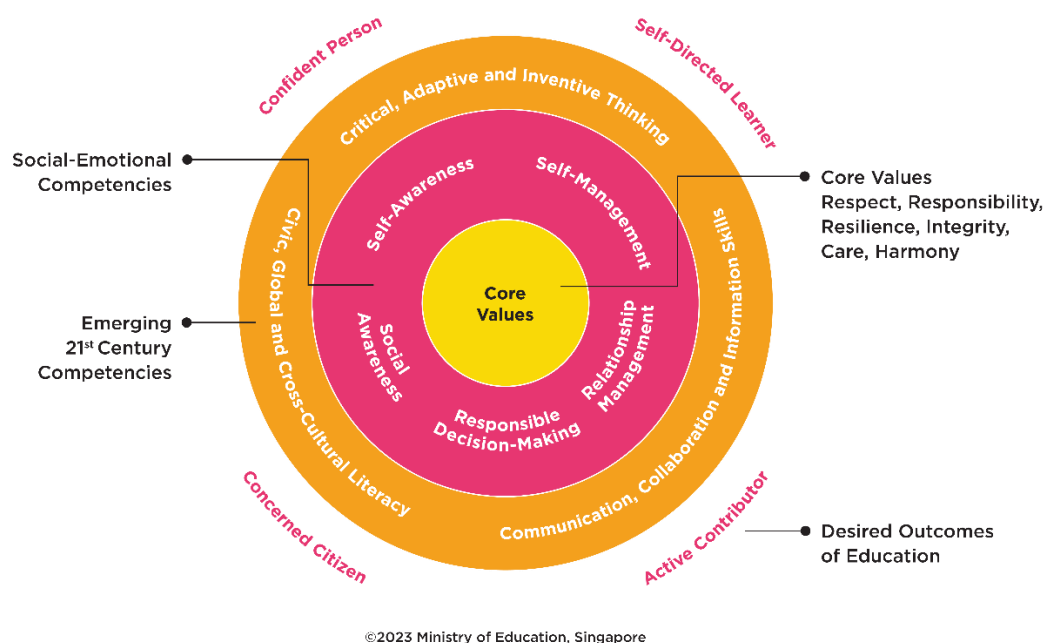 Confident Person
Self-Directed Learner
Critical, Adaptive and Inventive Thinking
Social-Emotional
Competencies
Self-Awareness
Self-Management
Core Values
Respect, Responsibility,
Resilience, Integrity,
Care, Harmony
Civic, Global and Cross-Cultural Literacy
Communication, Collaboration and Information Skills
Core
Values
Emerging
21st Century
Competencies
Social
Awareness
Relationship
Management
Responsible
Decision-Making
Concerned Citizen
Active Contributor
Desired Outcomes
of Education
©2023 Ministry of Education, Singapore